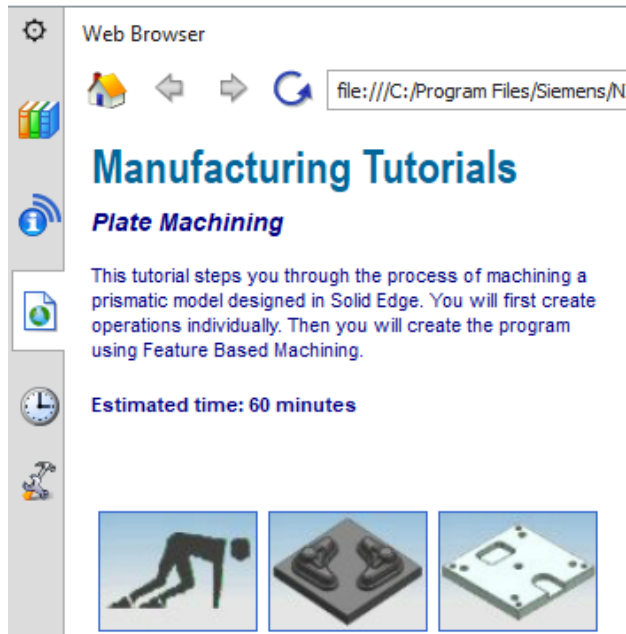 Web Browser
file:///C:/Program Files/Siemens/N
Manufacturing Tutorials
Plate Machining
This tutorial steps you through the process of machining a
prismatic model designed in Solid Edge. You will first create
operations individually. Then you will create the program
using Feature Based Machining.
Estimated time: 60 minutes